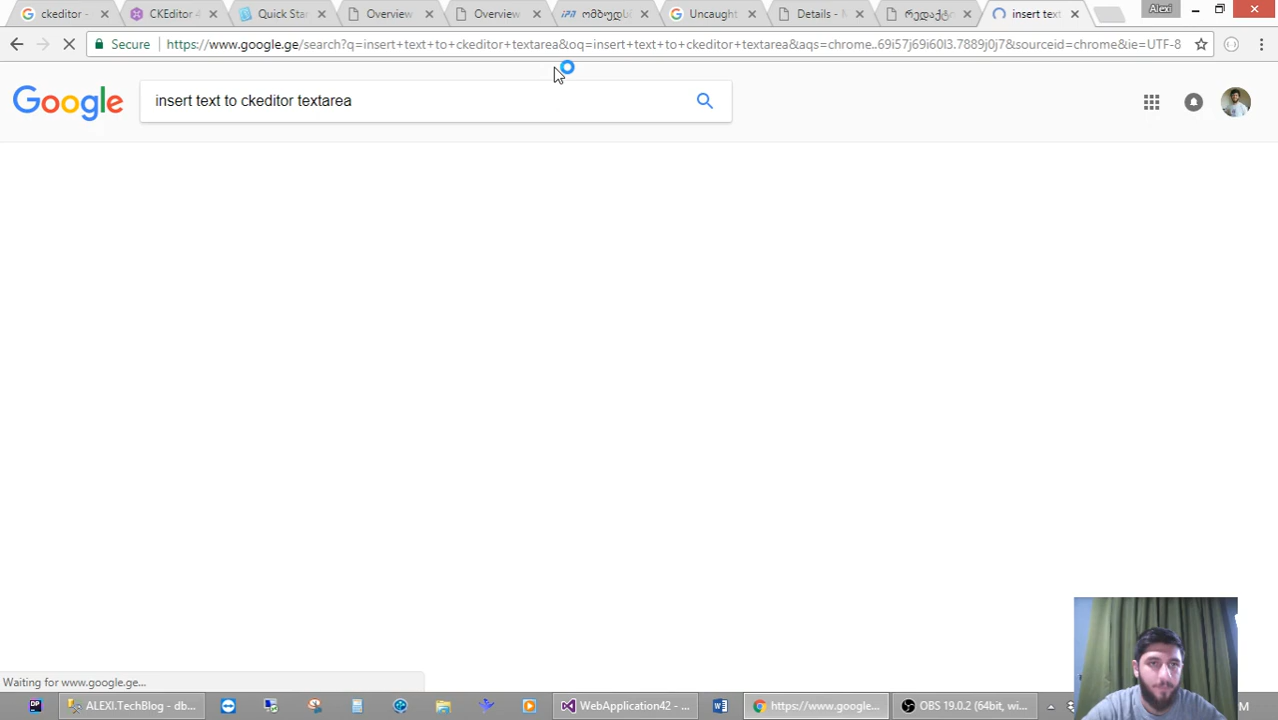 ckeditor -
CKEditor 4
Quick Star
Overview
Overview
ომბუდს
Uncaught
Details - M
რედაქტ
insert text
Alexi
Secure
https://www.google.ge/search?q=insert+text+to+ckeditor+textarea&oq=insert+text+to+ckeditor+textarea&aqs=chrome..69i57j69i60l3.7889j0j7&sourceid=chrome&ie=UTF-8
Google
insert text to ckeditor textarea
Waiting for www.google.ge...
ALEXI.TechBlog - db...
WebApplication42 - ...
https://www.google...
OBS 19.0.2 (64bit, wi...